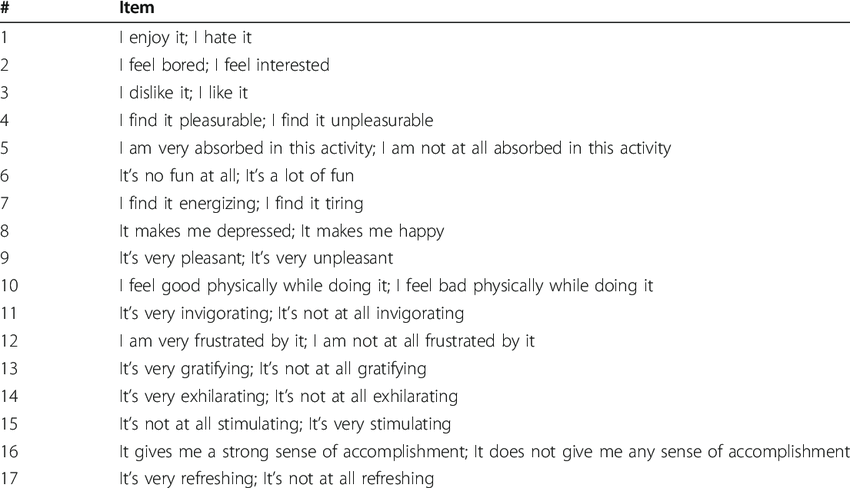 # Item
1 I enjoy it; I hate it
2 I feel bored; I feel interested
3 I dislike it; I like it
4 I find it pleasurable; I find it unpleasurable
5 I am very absorbed in this activity; I am not at all absorbed in this activity
6 It's no fun at all; It's a lot of fun
7 I find it energizing; I find it tiring
8 It makes me depressed; It makes me happy
9 It's very pleasant; It's very unpleasant
10 I feel good physically while doing it; I feel bad physically while doing it
11 It's very invigorating; It's not at all invigorating
12 I am very frustrated by it; I am not at all frustrated by it
13 It's very gratifying; It's not at all gratifying
14 It's very exhilarating; It's not at all exhilarating
15 It's not at all stimulating; It's very stimulating
16 It gives me a strong sense of accomplishment; It does not give me any sense of accomplishment
17 It's very refreshing; It's not at all refreshing